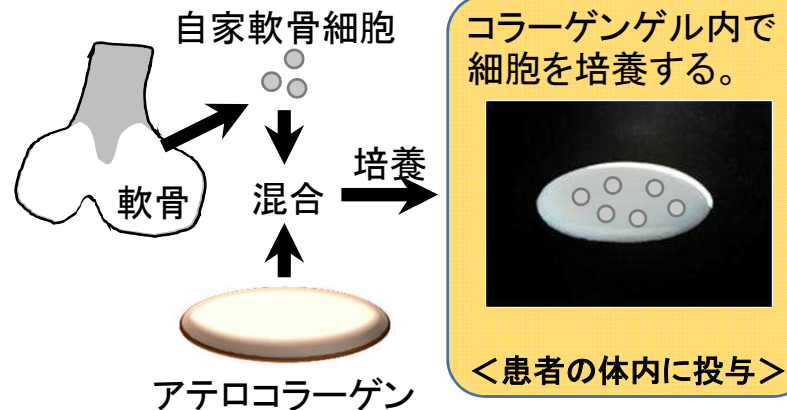 自家軟骨細胞
軟骨
混合
培養
アテロコラーゲン
コラーゲンゲル内で
細胞を培養する。
<患者の体内に投与>